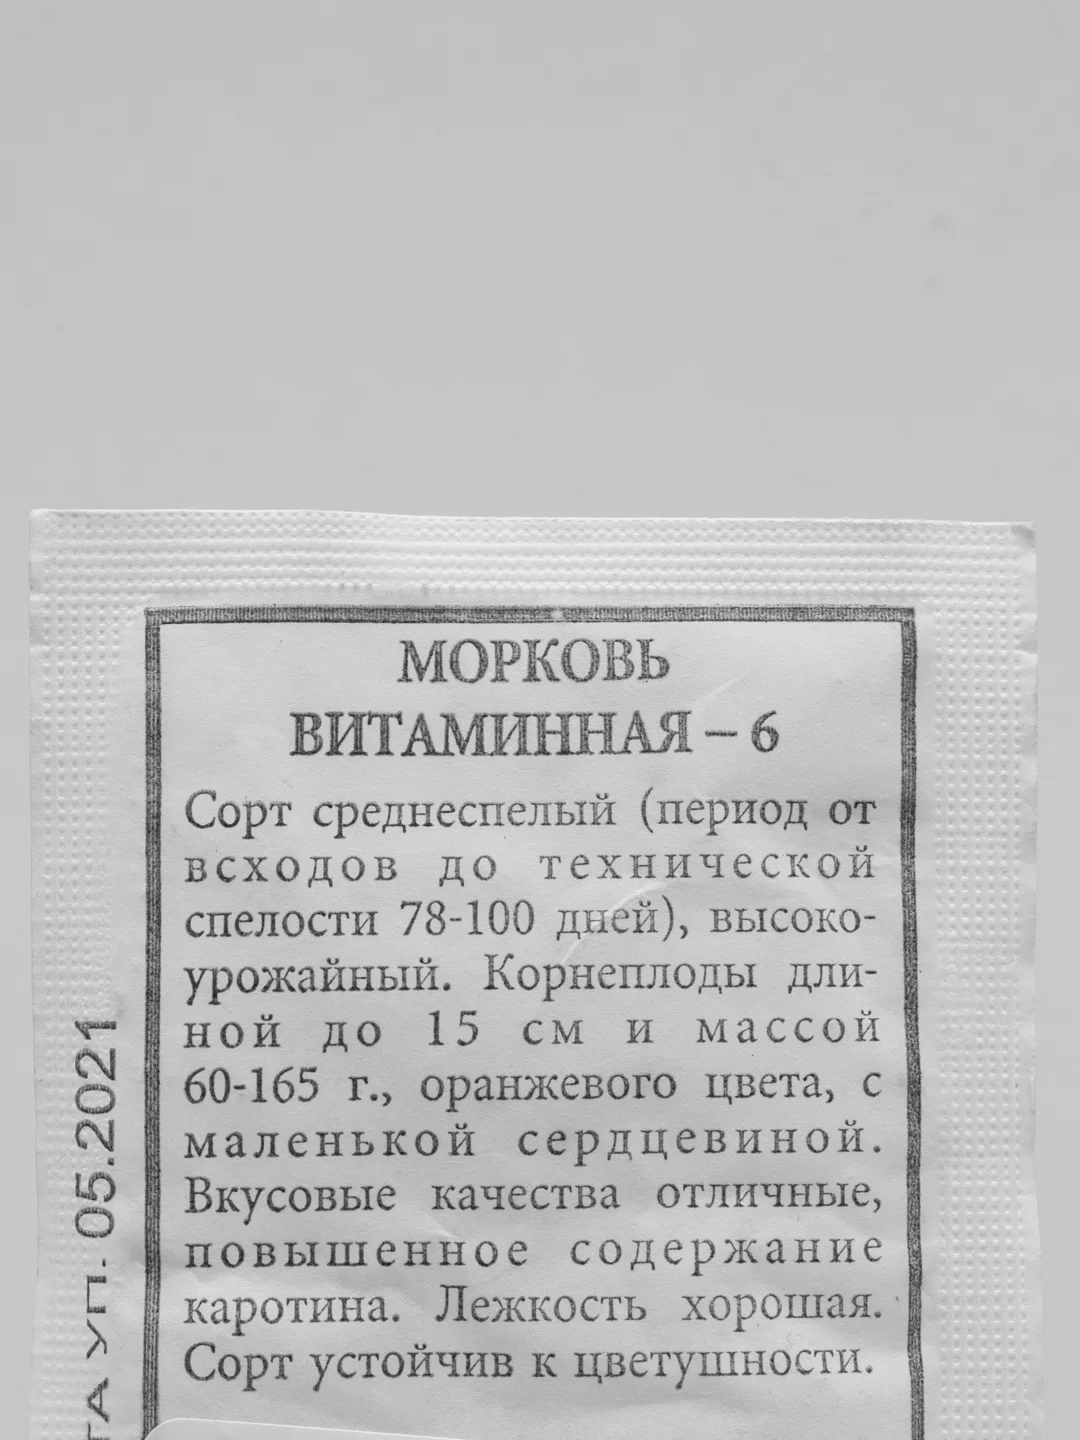 МОРКОВЬ
ВИТАМИННАЯ – 6
Сорт среднеспелый (период от
всходов до технической
спелости 78-100 дней), высоко-
урожайный. Корнеплоды дли-
ной до 15 см и массой
60-165 г., оранжевого цвета, с
маленькой сердцевиной.
Вкусовые качества отличные,
повышенное содержание
каротина. Лежкость хорошая.
Сорт устойчив к цветушности.
ТА УП. 05.2021